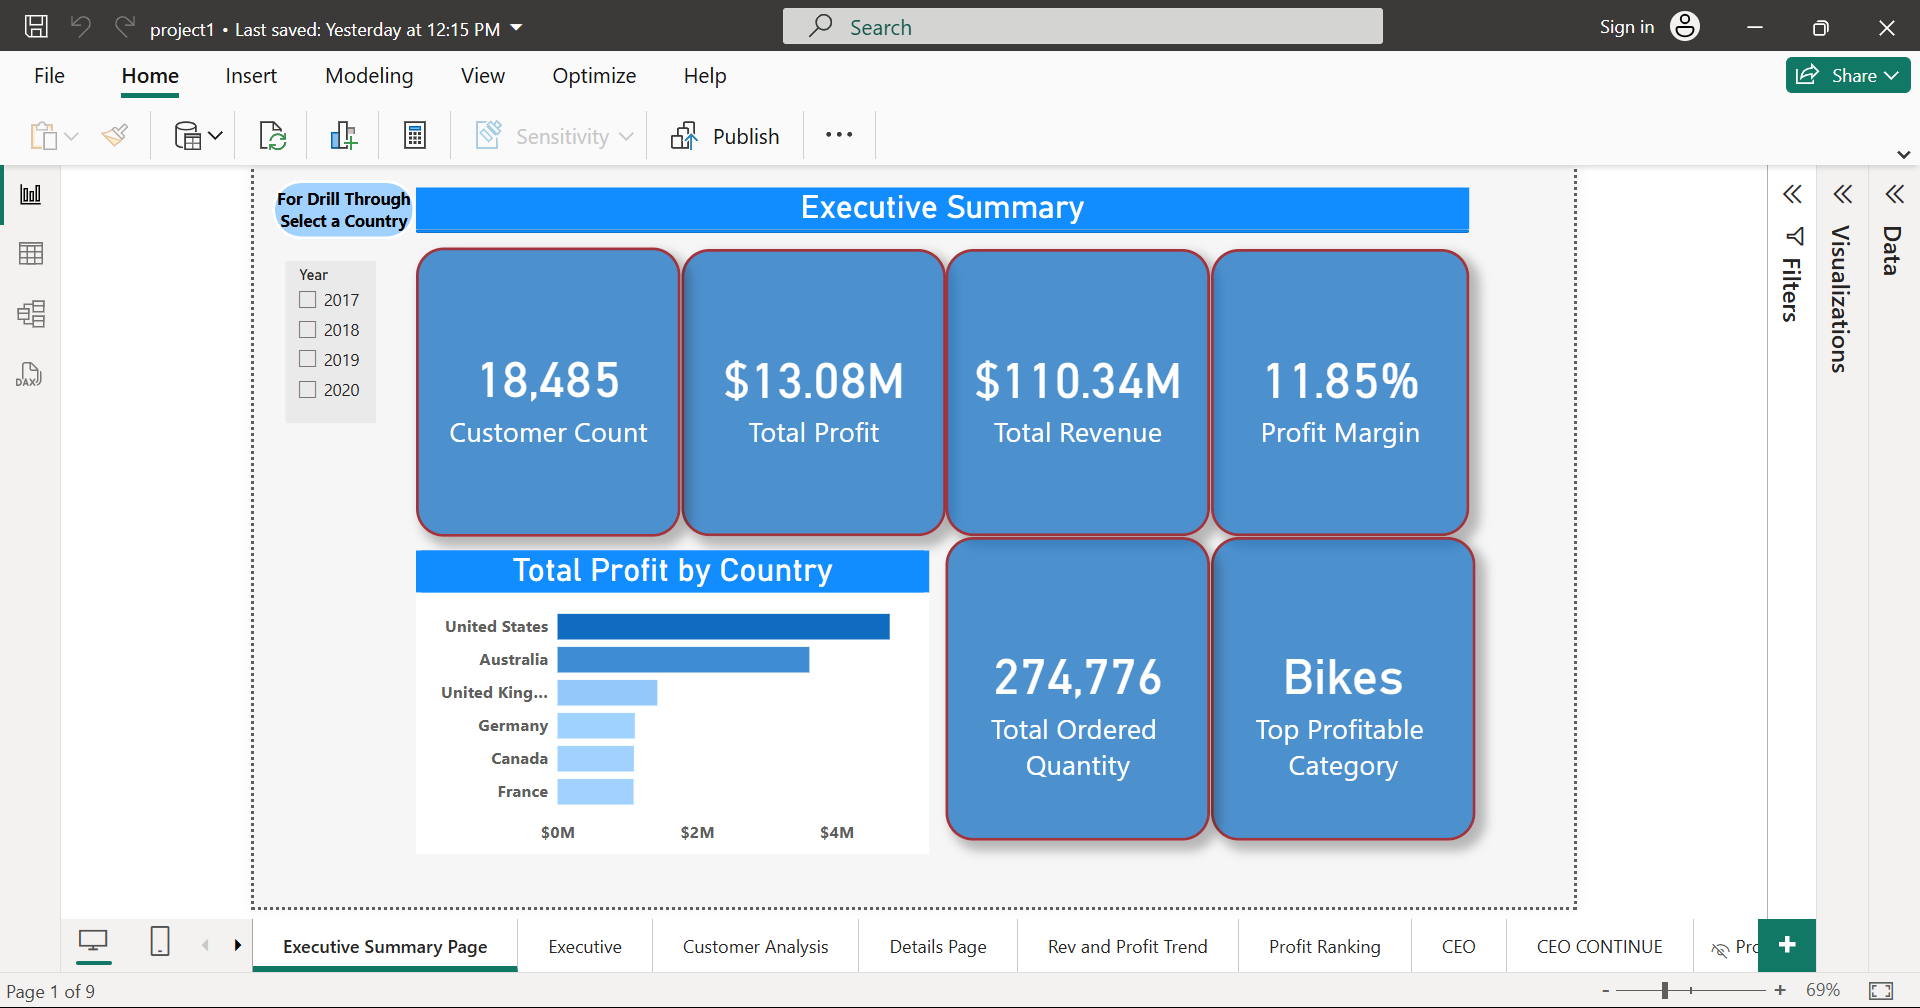 project1 • Last saved: Yesterday at 12:15 PM
Search
Sign in
File
Home
Insert
Modeling
View
Optimize
Help
Share
Sensitivity
Publish
DAX
For Drill Through
Select a Country
Executive Summary
Year
2017
2018
2019
2020
18,485
Customer Count
$13.08M
Total Profit
$110.34M
Total Revenue
11.85%
Profit Margin
Total Profit by Country
United States
Australia
United King...
Germany
Canada
France
$0M
$2M
$4M
274,776
Total Ordered
Quantity
Bikes
Top Profitable
Category
Filters
Visualizations
Data
Executive Summary Page
Executive
Customer Analysis
Details Page
Rev and Profit Trend
Profit Ranking
CEO
CEO CONTINUE
Pro
Page 1 of 9
69%